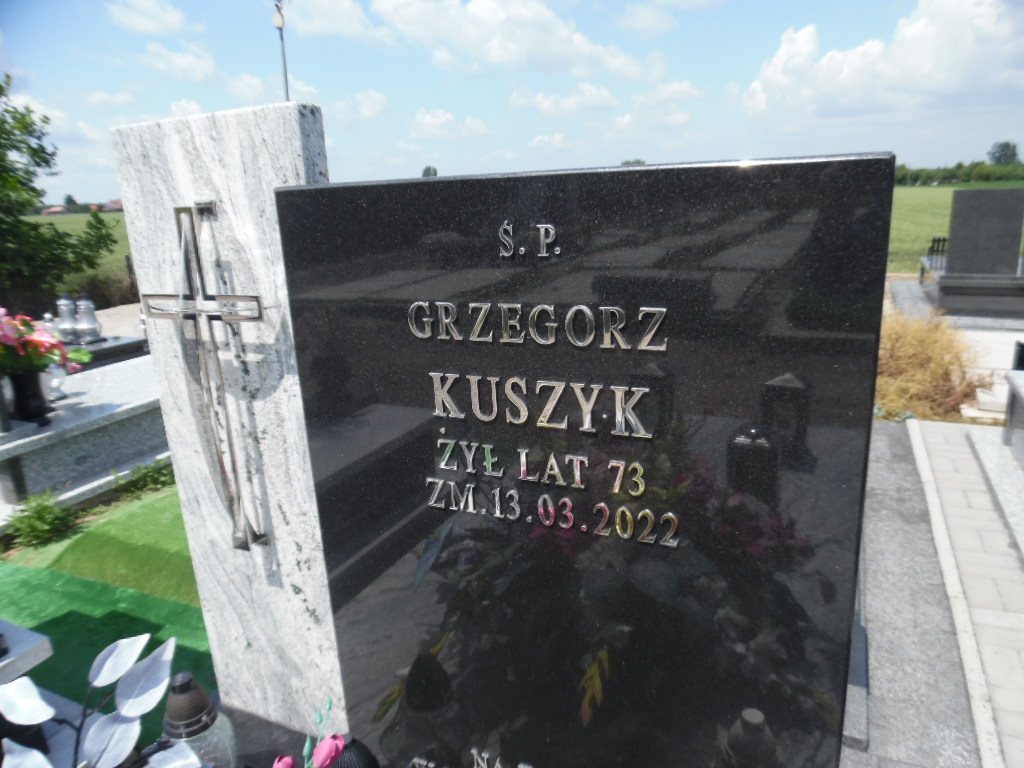 Ś. P.
GRZEGORZ
KUSZYK
ŻYŁ LAT 73
ZM. 13.03.2022